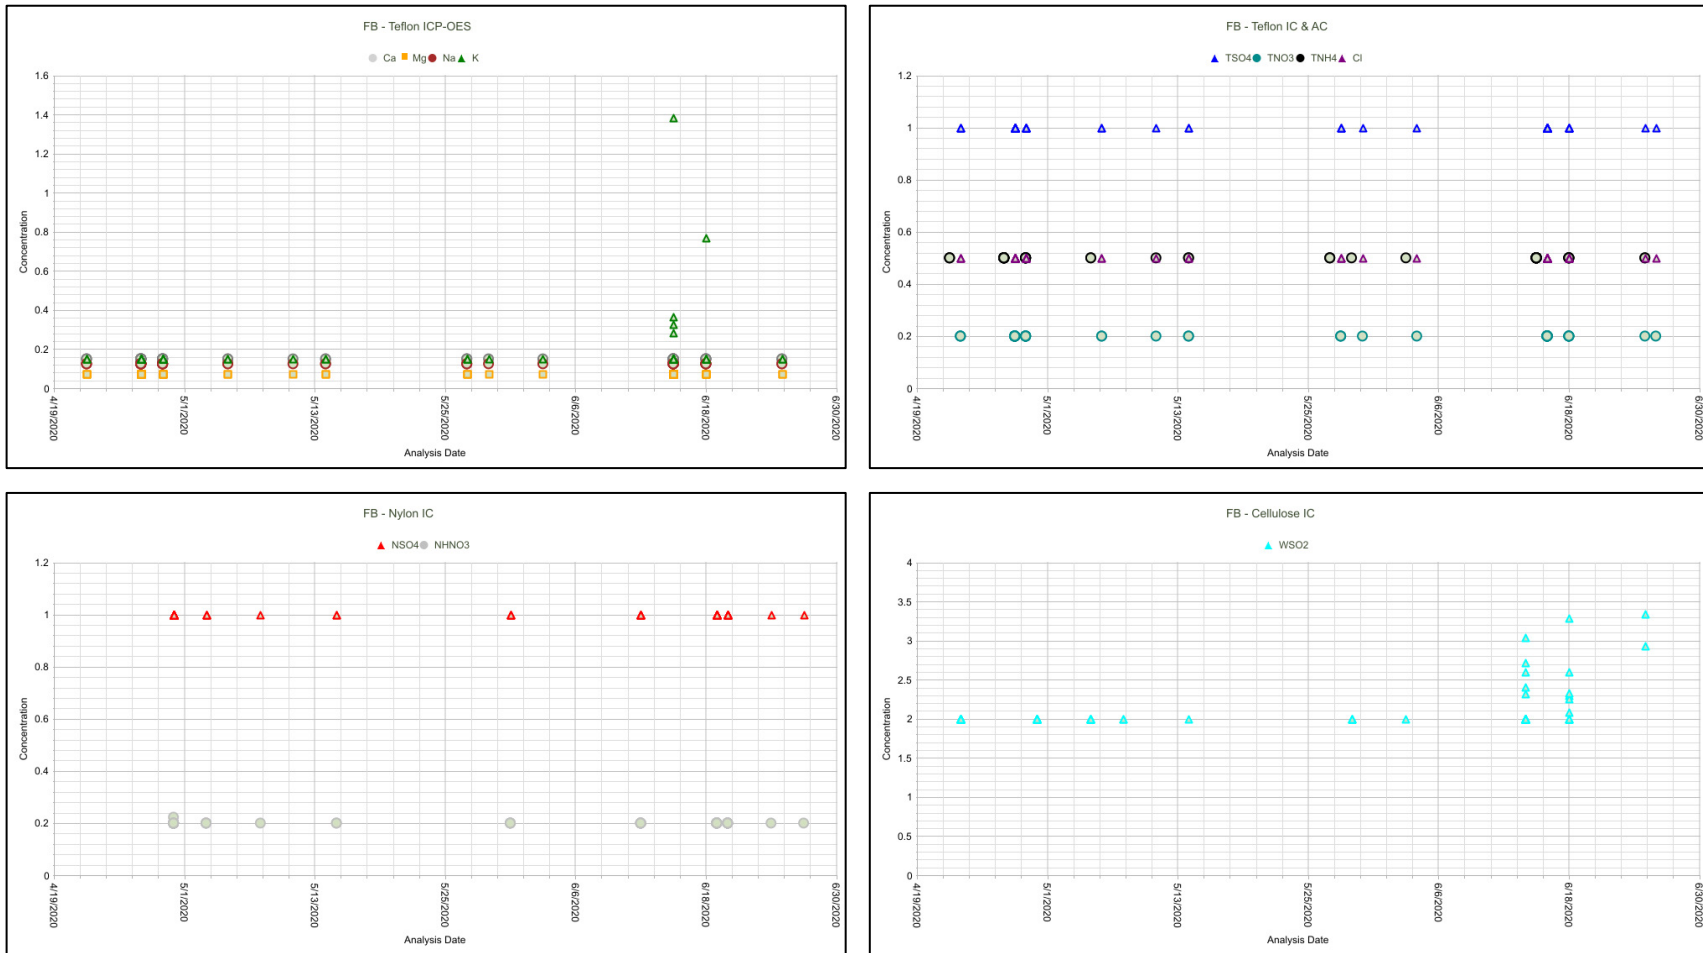 FB - Teflon ICP-OES
Ca Mg Na K
1.6
1.4
1.2
1
0.8
0.6
0.4
0.2
0
Concentration
4/19/2020 5/1/2020 5/13/2020 5/25/2020 6/6/2020 6/18/2020 6/30/2020
Analysis Date
FB - Teflon IC & AC
TSO4 TNO3 TNH4 Cl
1.2
1
0.8
0.6
0.4
0.2
0
Concentration
4/19/2020 5/1/2020 5/13/2020 5/25/2020 6/6/2020 6/18/2020 6/30/2020
Analysis Date
FB - Nylon IC
NSO4 NHNO3
1.2
1
0.8
0.6
0.4
0.2
0
Concentration
4/19/2020 5/1/2020 5/13/2020 5/25/2020 6/6/2020 6/18/2020 6/30/2020
Analysis Date
FB - Cellulose IC
WSO2
4
3.5
3
2.5
2
1.5
1
0.5
0
Concentration
4/19/2020 5/1/2020 5/13/2020 5/25/2020 6/6/2020 6/18/2020 6/30/2020
Analysis Date